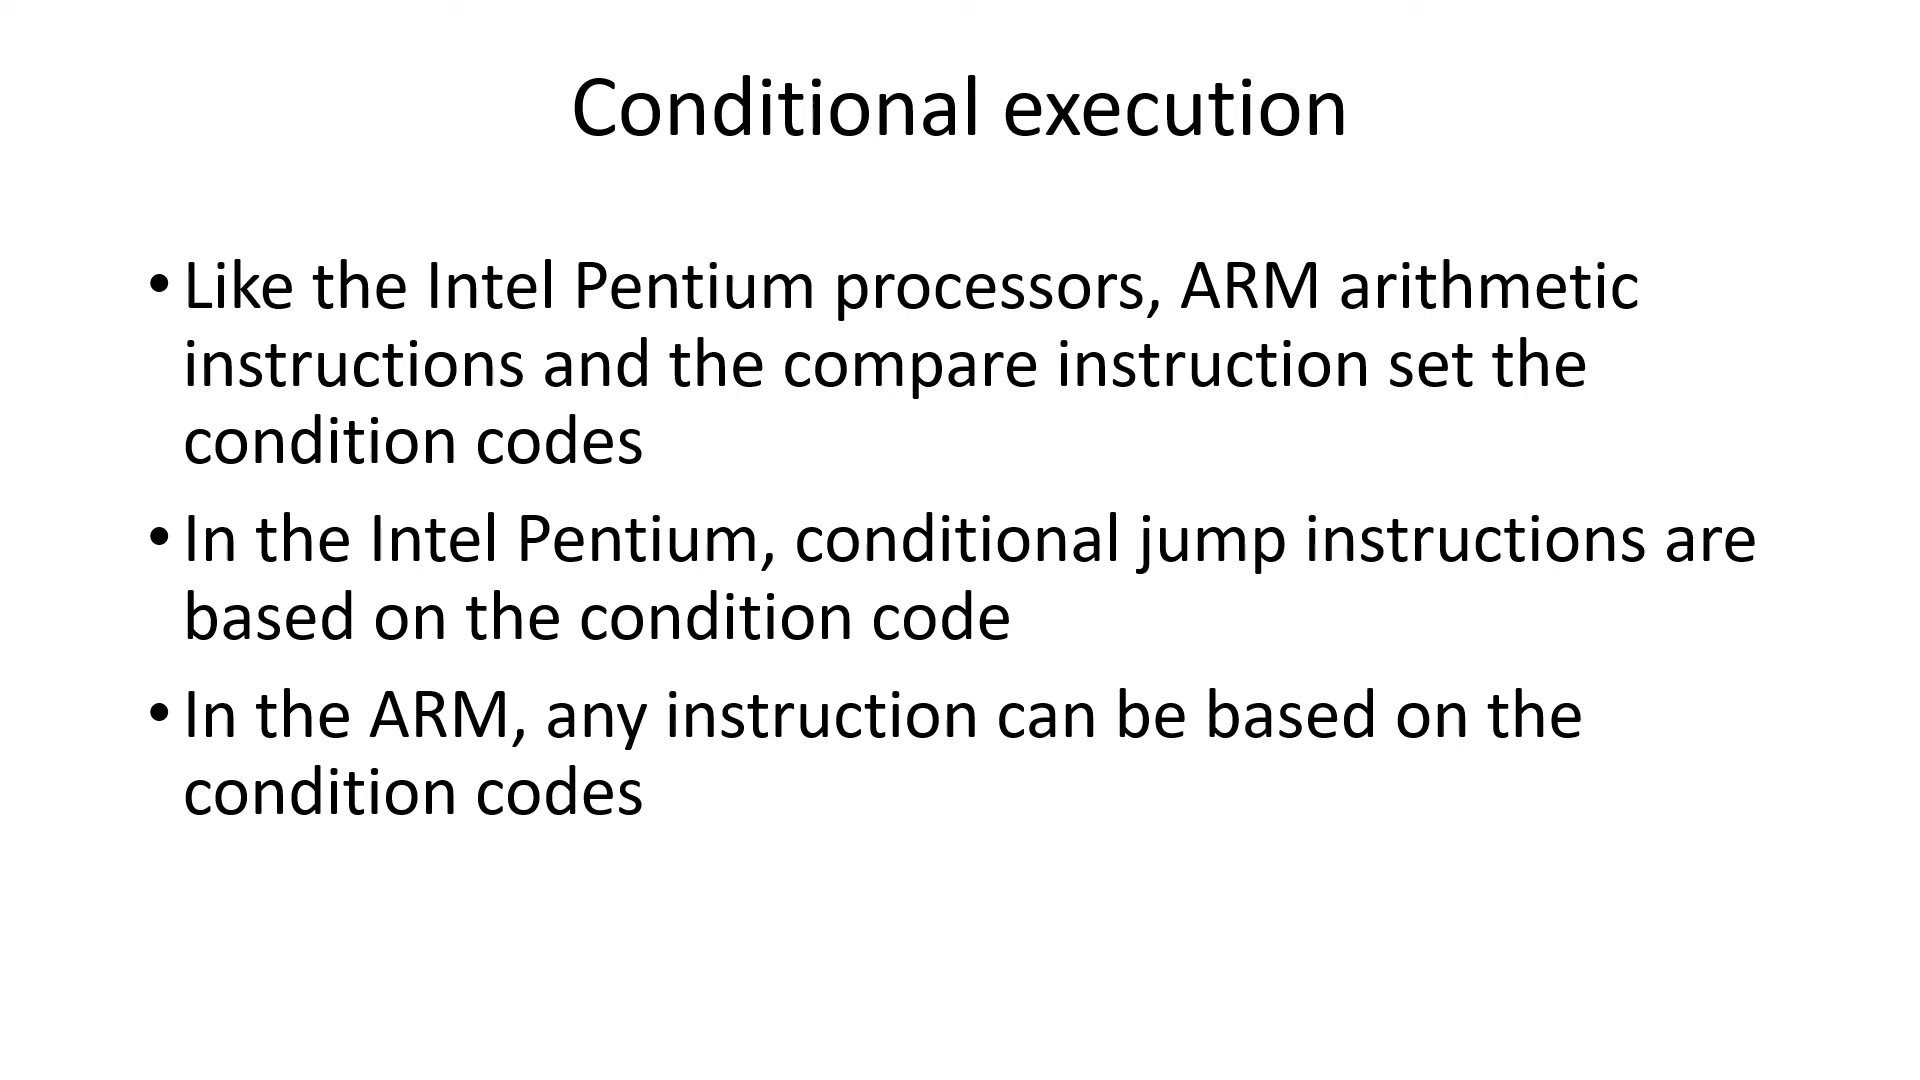 Conditional execution
• Like the Intel Pentium processors, ARM arithmetic
instructions and the compare instruction set the
condition codes
• In the Intel Pentium, conditional jump instructions are
based on the condition code
• In the ARM, any instruction can be based on the
condition codes